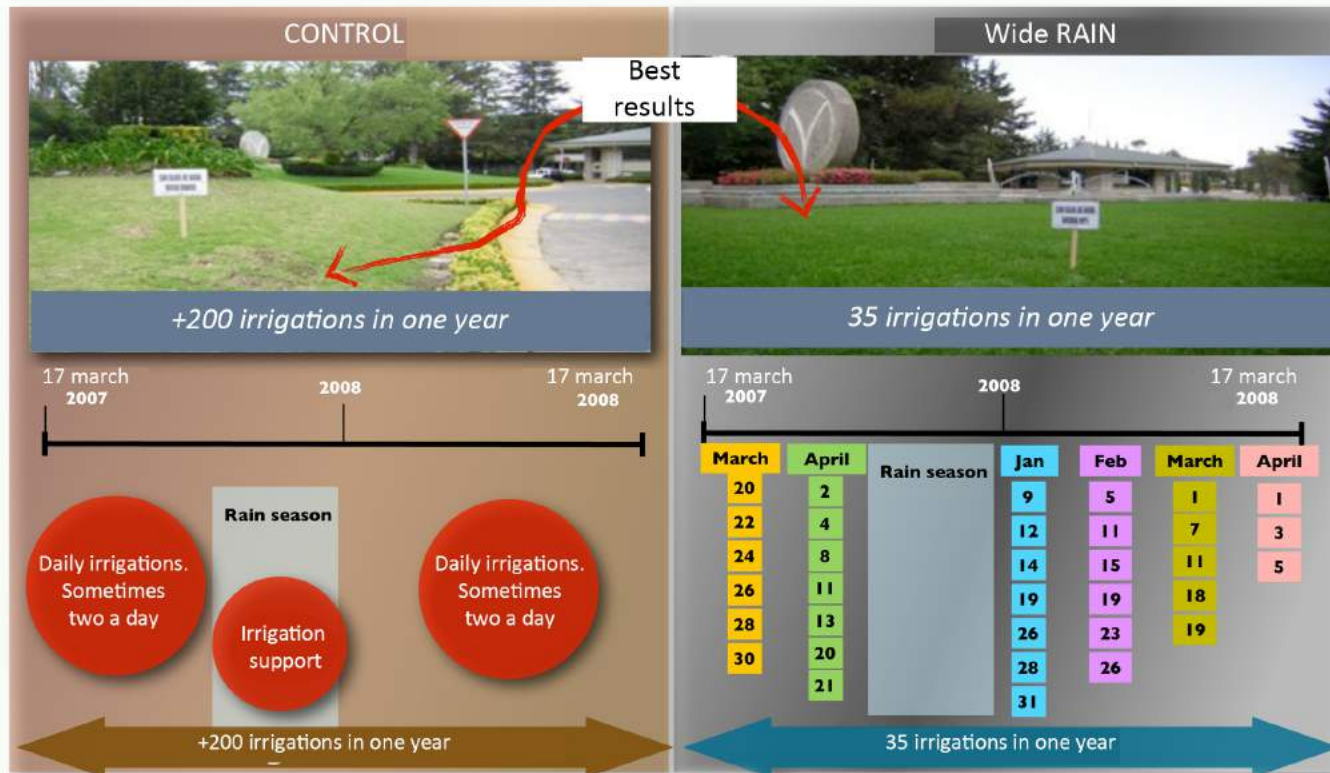 CONTROL
Wide RAIN
Best
results
+200 irrigations in one year
35 irrigations in one year
17 march
2007
2008
17 march
2008
17 march
2007
2008
17 march
2008
Daily irrigations.
Sometimes
two a day
Rain season
Irrigation
support
Daily irrigations.
Sometimes
two a day
March
20
22
24
26
28
30
April
2
4
8
11
13
20
21
Rain season
Jan
9
12
14
19
26
28
31
Feb
5
11
15
19
23
26
March
1
7
11
18
19
April
1
3
5
+200 irrigations in one year
35 irrigations in one year